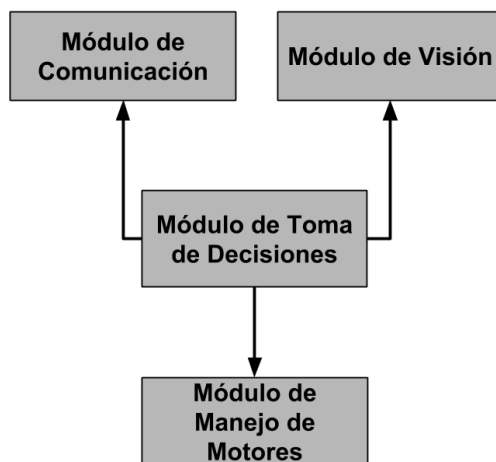 Módulo de
Comunicación
Módulo de Visión
Módulo de Toma
de Decisiones
Módulo de
Manejo de
Motores